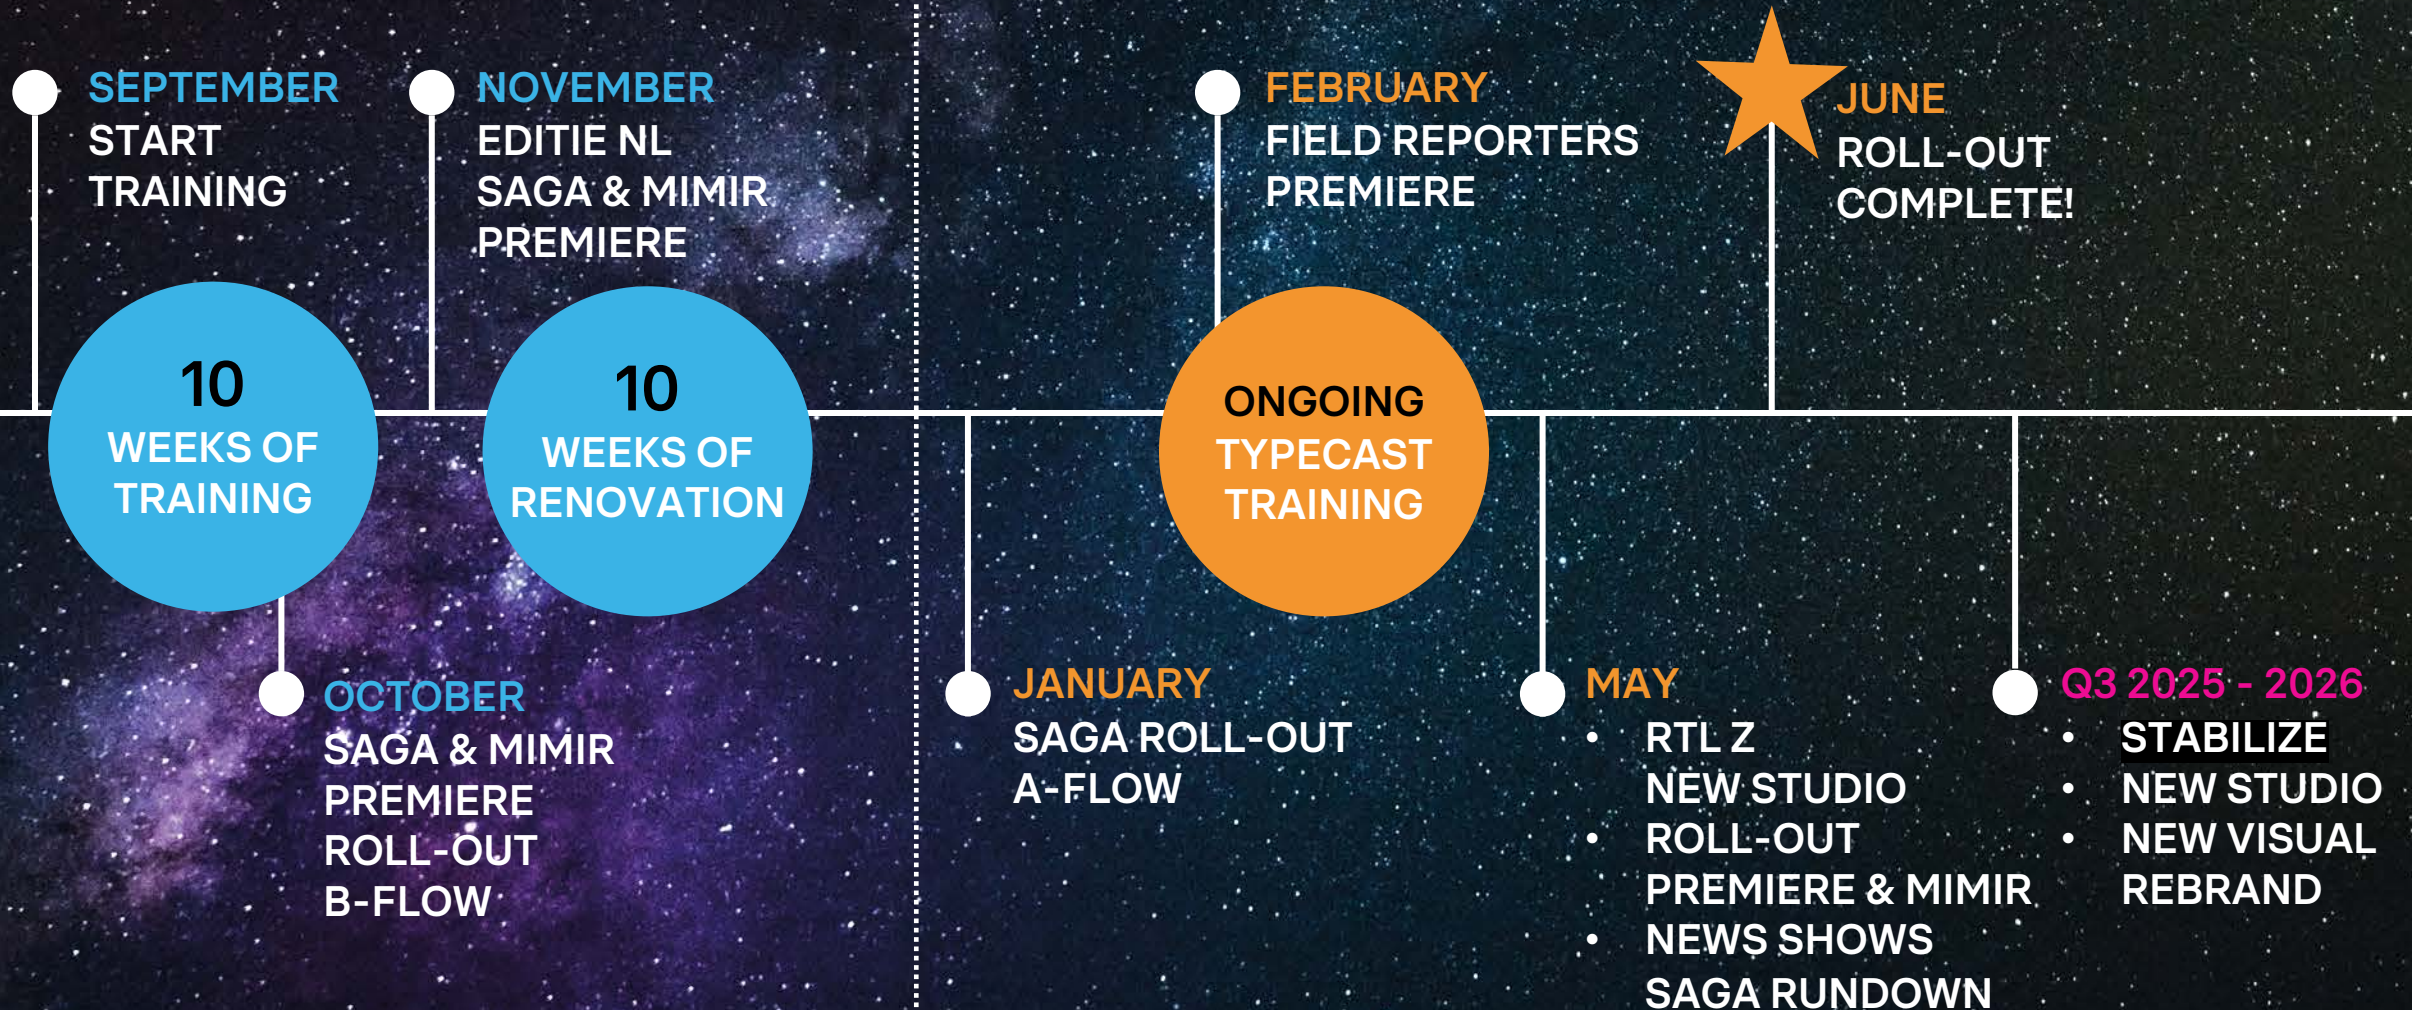 SEPTEMBER
START
TRAINING
NOVEMBER
EDITIE NL
SAGA & MIMIR
PREMIERE
FEBRUARY
FIELD REPORTERS
PREMIERE
JUNE
ROLL-OUT
COMPLETE!
10
WEEKS OF
TRAINING
10
WEEKS OF
RENOVATION
ONGOING
TYPECAST
TRAINING
OCTOBER
SAGA & MIMIR
PREMIERE
ROLL-OUT
B-FLOW
JANUARY
SAGA ROLL-OUT
A-FLOW
MAY
• RTL Z
NEW STUDIO
• ROLL-OUT
PREMIERE & MIMIR
• NEWS SHOWS
SAGA RUNDOWN
Q3 2025 - 2026
• STABILIZE
• NEW STUDIO
• NEW VISUAL
REBRAND